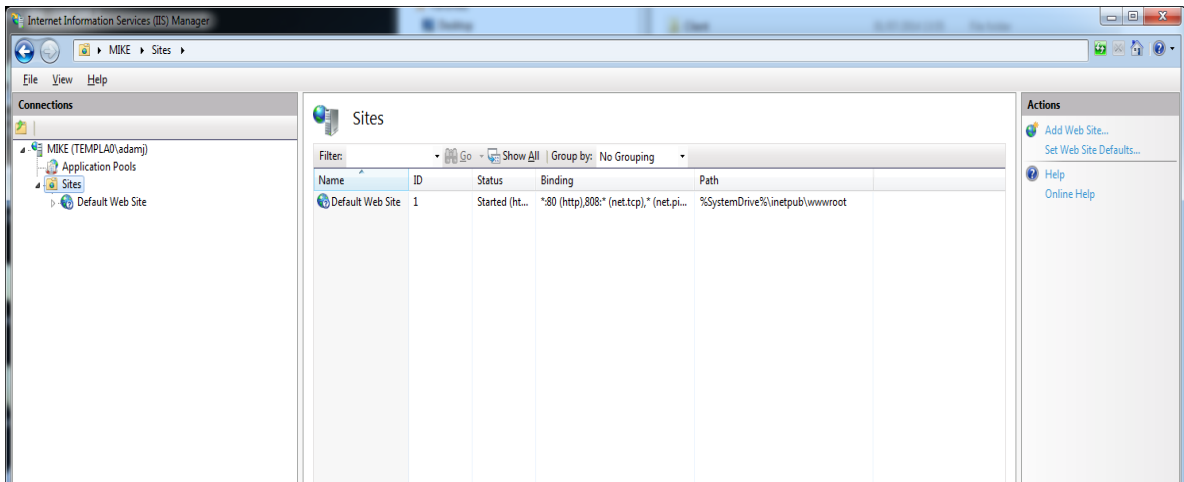 Internet Information Services (IIS) Manager
MIKE Sites
File View Help
Connections
MIKE (TEMPLA0\adamj)
Application Pools
Sites
Default Web Site
Sites
Filter: Go Show All Group by: No Grouping
Name ID Status Binding Path
Default Web Site 1 Started (ht... *:80 (http),808:* (net.tcp),* (net.pi... %SystemDrive%\inetpub\wwwroot
Actions
Add Web Site...
Set Web Site Defaults...
Help
Online Help